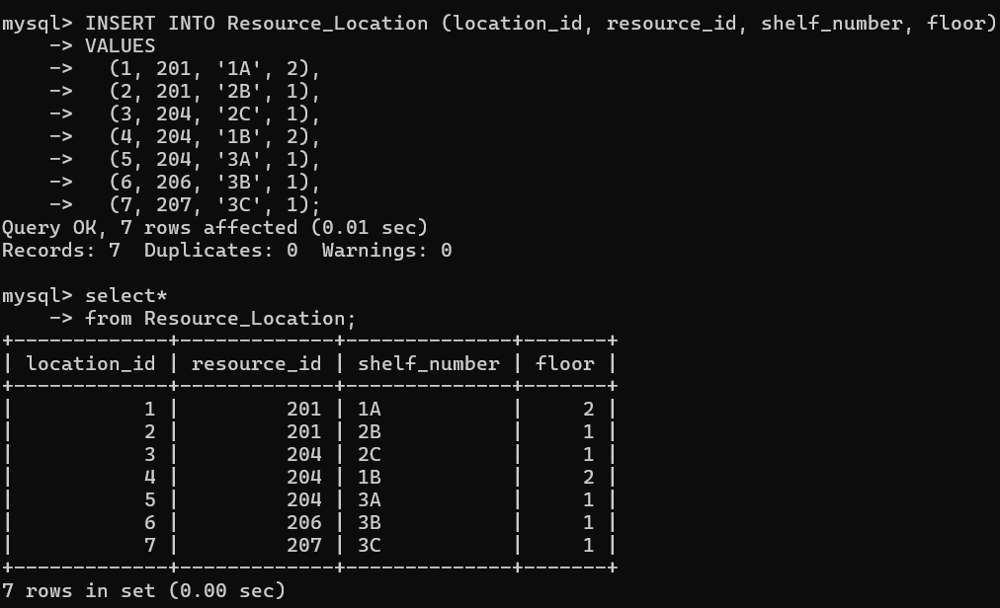 mysql> INSERT INTO Resource_Location (location_id, resource_id, shelf_number, floor)
    -> VALUES
    ->   (1, 201, '1A', 2),
    ->   (2, 201, '2B', 1),
    ->   (3, 204, '2C', 1),
    ->   (4, 204, '1B', 2),
    ->   (5, 204, '3A', 1),
    ->   (6, 206, '3B', 1),
    ->   (7, 207, '3C', 1);
Query OK, 7 rows affected (0.01 sec)
Records: 7  Duplicates: 0  Warnings: 0

mysql> select*
    -> from Resource_Location;
+-------------+-------------+--------------+-------+
| location_id | resource_id | shelf_number | floor |
+-------------+-------------+--------------+-------+
|           1 |         201 | 1A           |     2 |
|           2 |         201 | 2B           |     1 |
|           3 |         204 | 2C           |     1 |
|           4 |         204 | 1B           |     2 |
|           5 |         204 | 3A           |     1 |
|           6 |         206 | 3B           |     1 |
|           7 |         207 | 3C           |     1 |
+-------------+-------------+--------------+-------+
7 rows in set (0.00 sec)